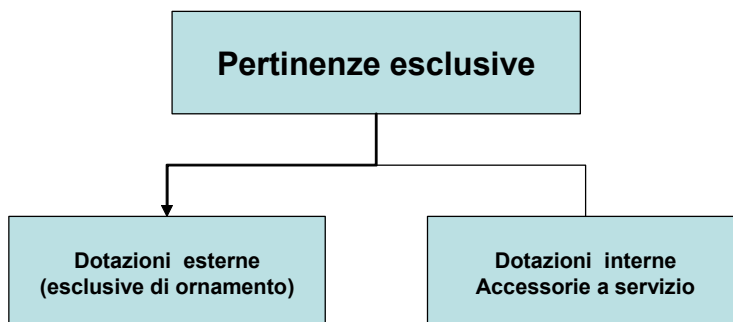 Pertinenze esclusive
Dotazioni esterne
(esclusive di ornamento)
Dotazioni interne
Accessorie a servizio